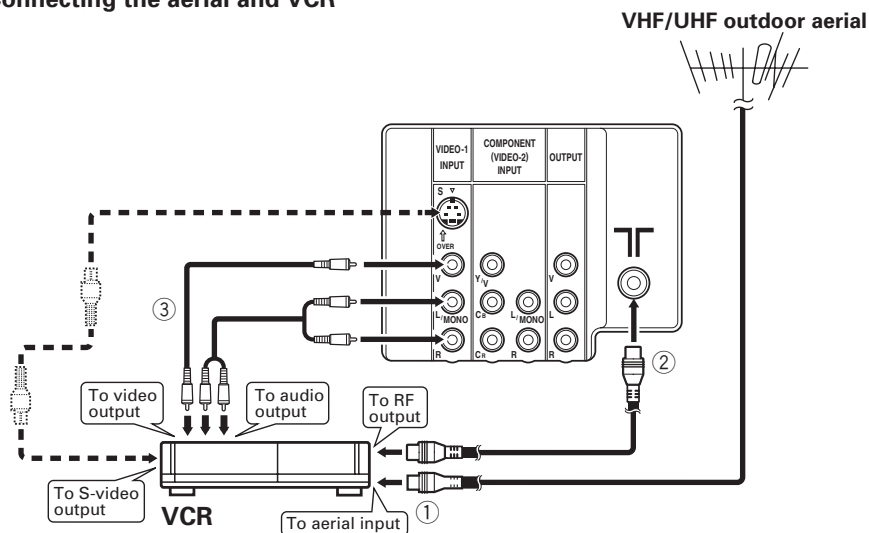 onnecting the aerial and VCR
VHF/UHF outdoor aerial
VIDEO-1
INPUT
COMPONENT
(VIDEO-2)
INPUT
OUTPUT
S
OVER
V
Y/V
V
L/MONO
CB
L/MONO
L
R
CR
R
R
③
②
To video
output
To audio
output
To RF
output
To S-video
output
VCR
To aerial input
①